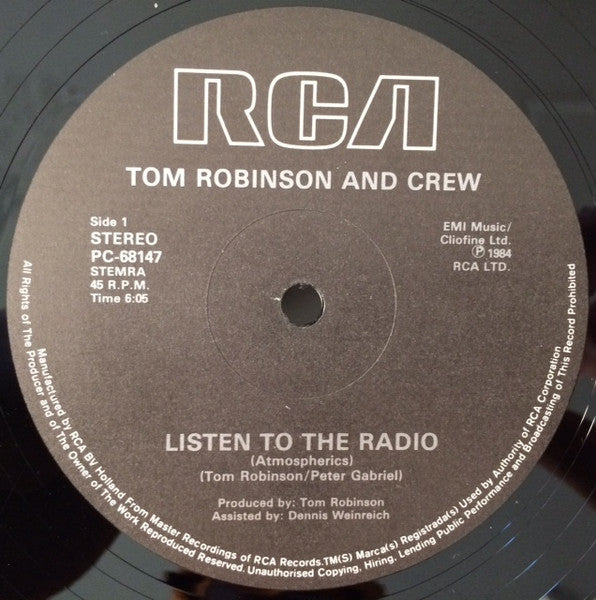 RCA
TOM ROBINSON AND CREW
Side 1
STEREO
PC-68147
STEMRA
45 R.P.M.
Time 6:05
EMI Music/
Cliofine Ltd.
Ⓟ 1984
RCA LTD.
LISTEN TO THE RADIO
(Atmospherics)
(Tom Robinson/Peter Gabriel)
Produced by: Tom Robinson
Assisted by: Dennis Weinreich
Manufactured by RCA BV Holland From Master Recordings of RCA Records.TM(S) Marca(s) Registrada(s) Used by Authority of RCA Corporation
All Rights of The Producer and of The Owner of The Work Reproduced Reserved. Unauthorised Copying, Hiring, Lending Public Performance and Broadcasting of This Record Prohibited